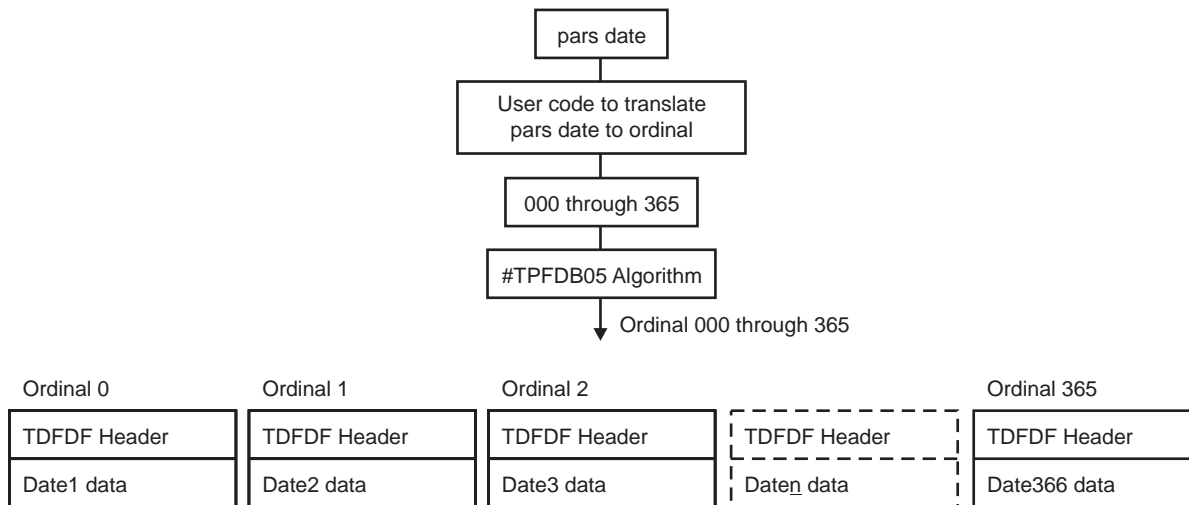 pars date
User code to translate
pars date to ordinal
000 through 365
#TPFDB05 Algorithm
Ordinal 000 through 365
Ordinal 0
Ordinal 1
Ordinal 2
Ordinal 365
TDFDF Header
TDFDF Header
TDFDF Header
TDFDF Header
TDFDF Header
Date1 data
Date2 data
Date3 data
Daten data
Date366 data